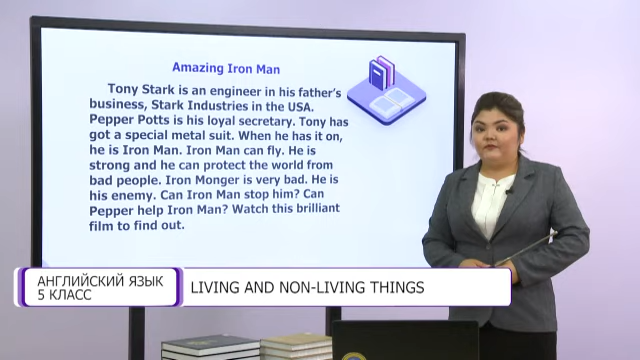 Amazing Iron Man
Tony Stark is an engineer in his father's
business, Stark Industries in the USA.
Pepper Potts is his loyal secretary. Tony has
got a special metal suit. When he has it on,
he is Iron Man. Iron Man can fly. He is
strong and he can protect the world from
bad people. Iron Monger is very bad. He is
his enemy. Can Iron Man stop him? Can
Pepper help Iron Man? Watch this brilliant
film to find out.
АНГЛИЙСКИЙ ЯЗЫК
5 КЛАСС
LIVING AND NON-LIVING THINGS